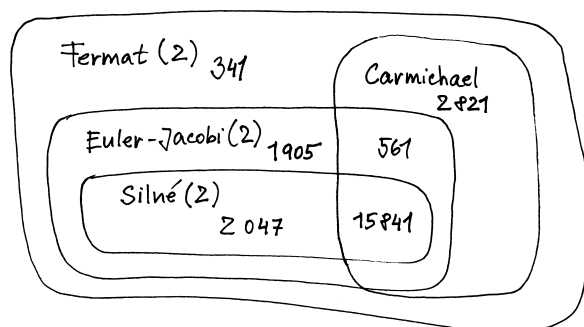 Fermat (2) 341
Carmichael
2821
Euler-Jacobi (2) 1905
561
Silné (2)
2047
15841